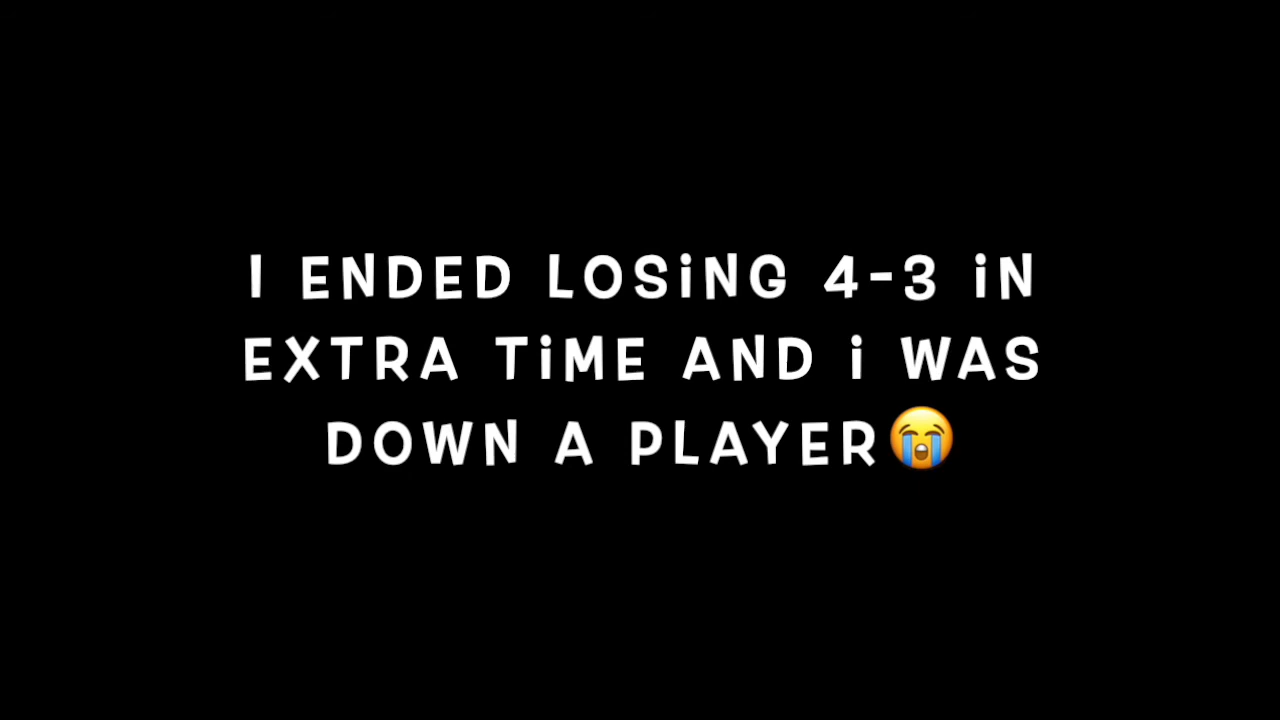 I ENDED LOSiNG 4-3 iN
EXTRA TiME AND i WAS
DOWN A PLAYER😭